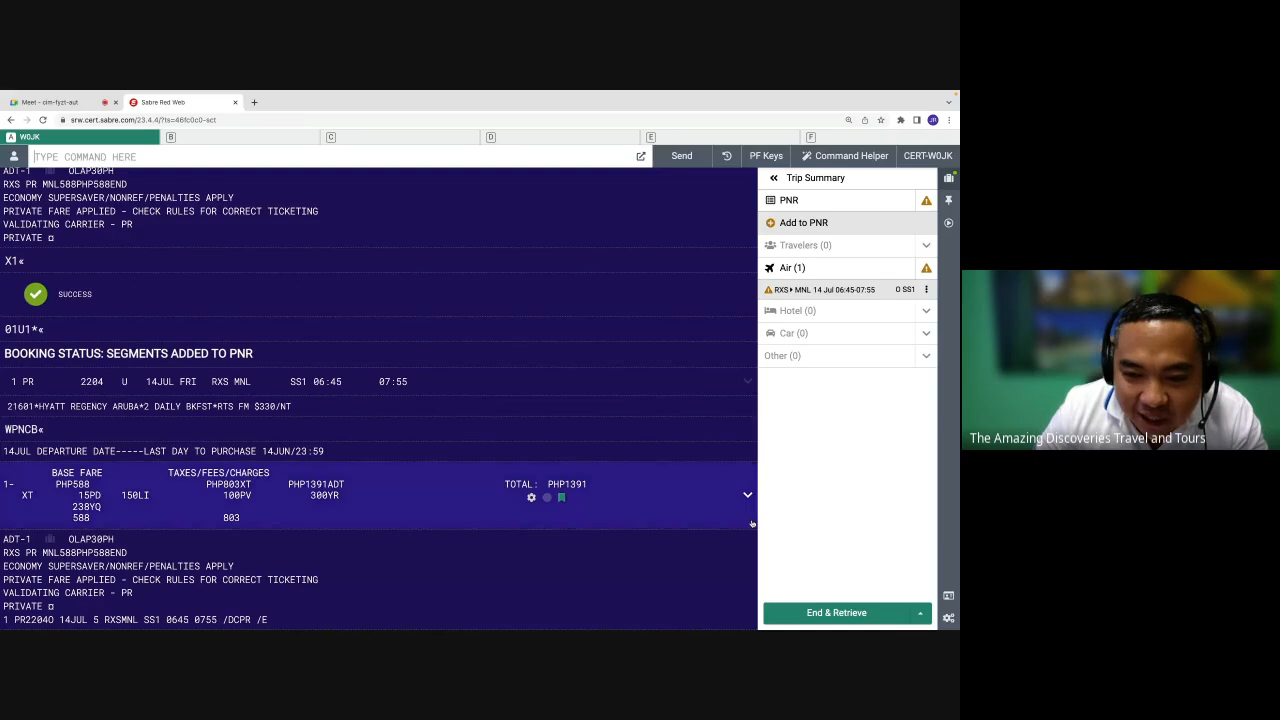 Meet - cim-fyzt-aut
Sabre Red Web
srw.cert.sabre.com/23.4.4/?ts=46fc0c0-sct
JR
A W0JK B C D E F
TYPE COMMAND HERE Send PF Keys Command Helper CERT-W0JK
ADT-1 OLAP30PH
RXS PR MNL588PHP588END
ECONOMY SUPERSAVER/NONREF/PENALTIES APPLY
PRIVATE FARE APPLIED - CHECK RULES FOR CORRECT TICKETING
VALIDATING CARRIER - PR
PRIVATE ¤
X1«
SUCCESS
01U1*«
BOOKING STATUS: SEGMENTS ADDED TO PNR
1 PR 2204 U 14JUL FRI RXS MNL SS1 06:45 07:55
21601*HYATT REGENCY ARUBA*2 DAILY BKFST*RTS FM $330/NT
WPNCB«
14JUL DEPARTURE DATE-----LAST DAY TO PURCHASE 14JUN/23:59
BASE FARE TAXES/FEES/CHARGES
1- PHP588 PHP803XT PHP1391ADT TOTAL: PHP1391
XT 15PD 150LI 100PV 300YR
238YQ
588 803
ADT-1 OLAP30PH
RXS PR MNL588PHP588END
ECONOMY SUPERSAVER/NONREF/PENALTIES APPLY
PRIVATE FARE APPLIED - CHECK RULES FOR CORRECT TICKETING
VALIDATING CARRIER - PR
PRIVATE ¤
1 PR2204O 14JUL 5 RXSMNL SS1 0645 0755 /DCPR /E
Trip Summary
PNR
Add to PNR
Travelers (0)
Air (1)
RXS MNL 14 Jul 06:45-07:55 O SS1
Hotel (0)
Car (0)
Other (0)
End & Retrieve
The Amazing Discoveries Travel and Tours